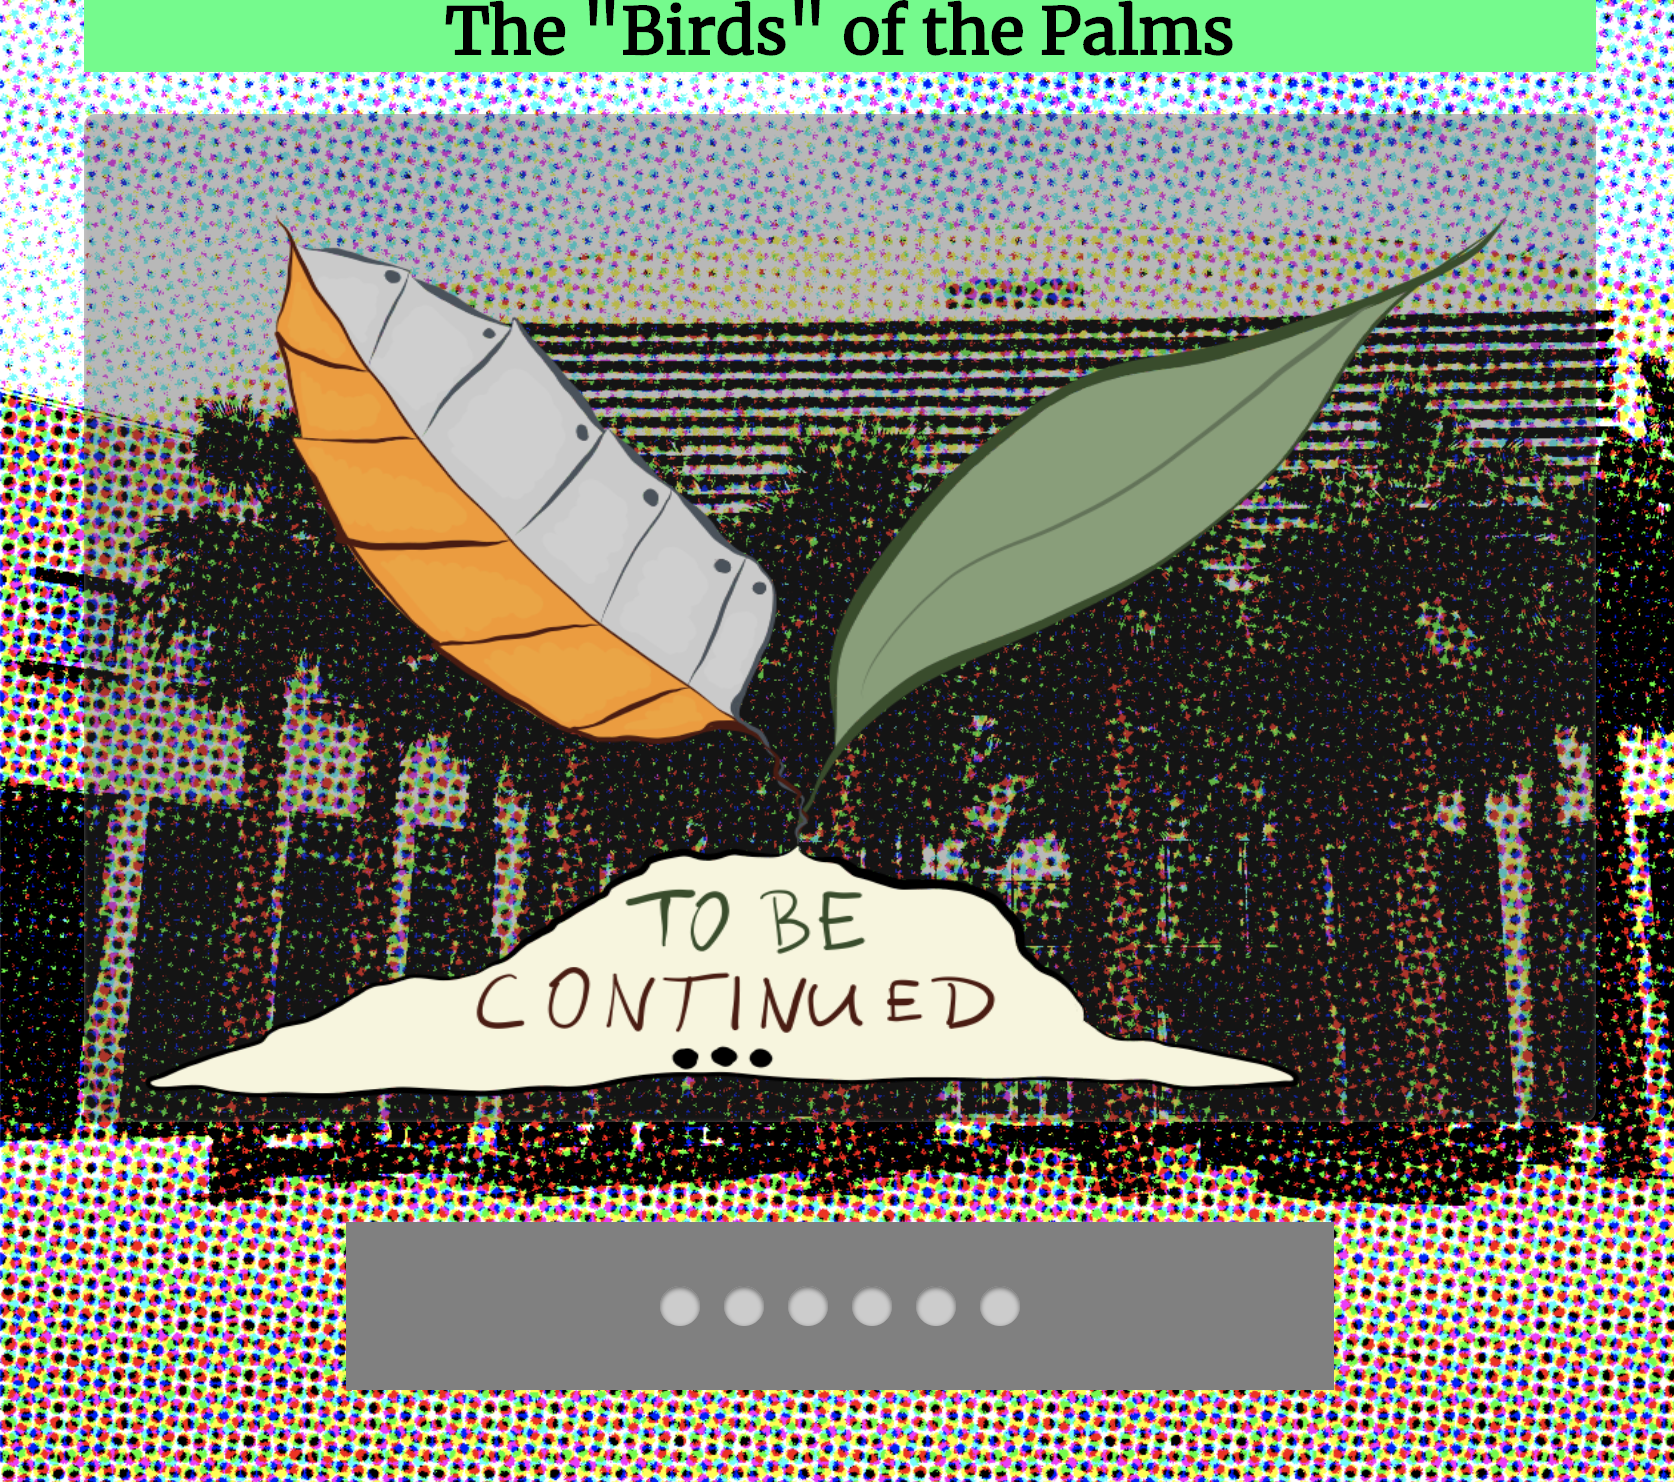 The "Birds" of the Palms
TO BE
CONTINUED
...